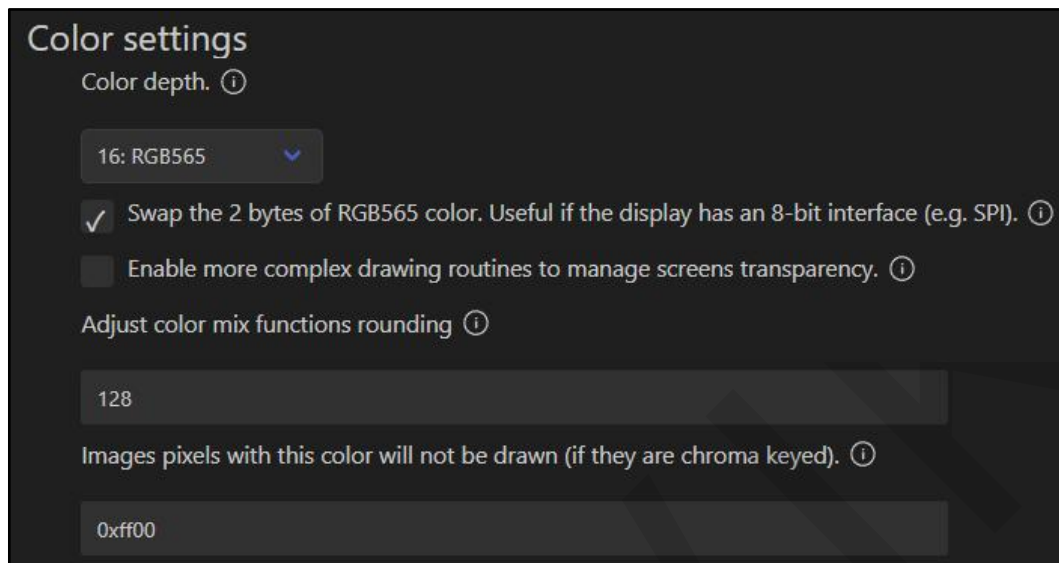 Color settings
Color depth.
16: RGB565
Swap the 2 bytes of RGB565 color. Useful if the display has an 8-bit interface (e.g. SPI).
Enable more complex drawing routines to manage screens transparency.
Adjust color mix functions rounding
128
Images pixels with this color will not be drawn (if they are chroma keyed).
0xff00